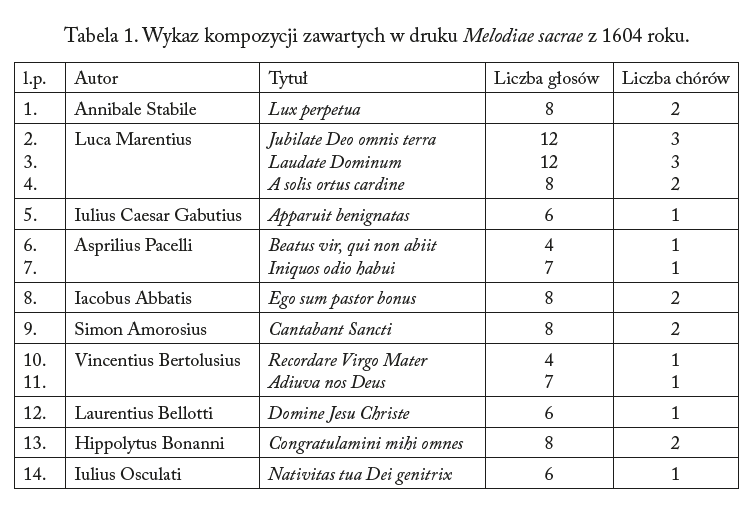 Tabela 1. Wykaz kompozycji zawartych w druku Melodiae sacrae z 1604 roku.
l.p. Autor Tytuł Liczba głosów Liczba chórów
1. Annibale Stabile Lux perpetua 8 2
2. Luca Marentius Jubilate Deo omnis terra 12 3
3. Laudate Dominum 12 3
4. A solis ortus cardine 8 2
5. Iulius Caesar Gabutius Apparuit benignatas 6 1
6. Asprilius Pacelli Beatus vir, qui non abiit 4 1
7. Iniquos odio habui 7 1
8. Iacobus Abbatis Ego sum pastor bonus 8 2
9. Simon Amorosius Cantabant Sancti 8 2
10. Vincentius Bertolusius Recordare Virgo Mater 4 1
11. Adiuva nos Deus 7 1
12. Laurentius Bellotti Domine Jesu Christe 6 1
13. Hippolytus Bonanni Congratulamini mihi omnes 8 2
14. Iulius Osculati Nativitas tua Dei genitrix 6 1